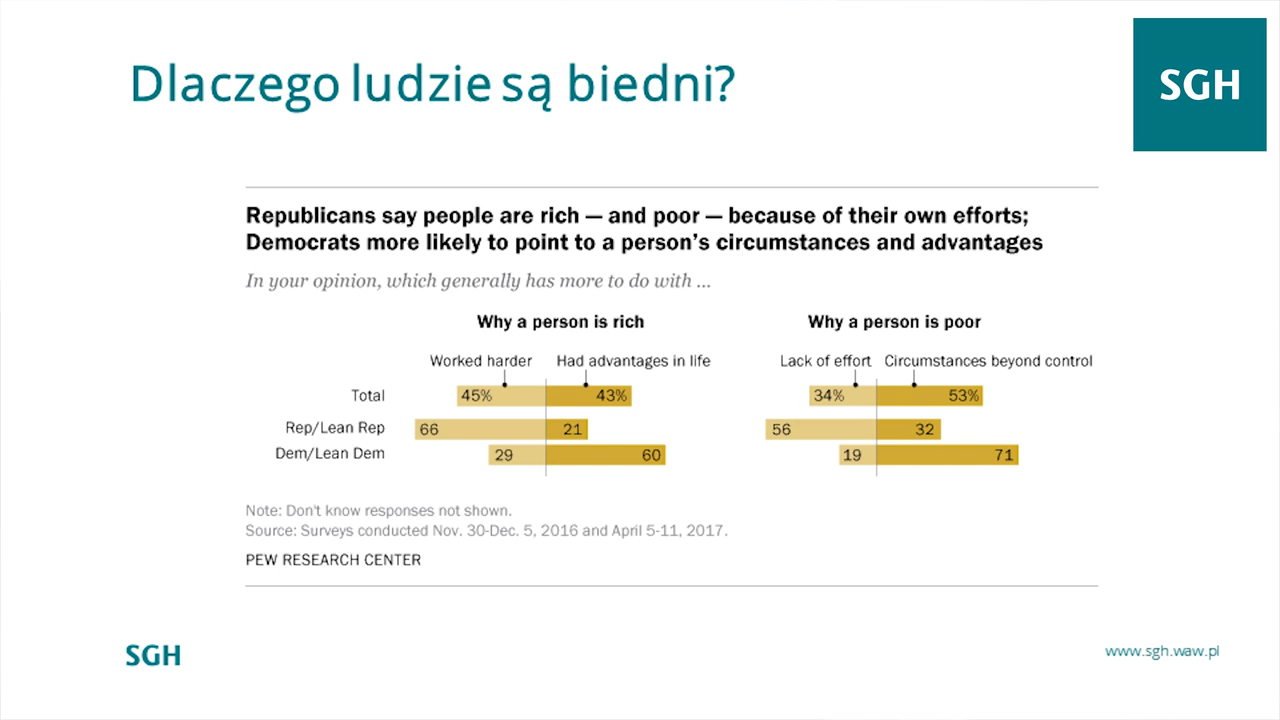 Dlaczego ludzie są biedni?
SGH
Republicans say people are rich — and poor — because of their own efforts;
Democrats more likely to point to a person's circumstances and advantages
In your opinion, which generally has more to do with ...
Why a person is rich
Why a person is poor
Worked harder Had advantages in life
Lack of effort Circumstances beyond control
Total 45% 43% 34% 53%
Rep/Lean Rep 66 21 56 32
Dem/Lean Dem 29 60 19 71
Note: Don't know responses not shown.
Source: Surveys conducted Nov. 30-Dec. 5, 2016 and April 5-11, 2017.
PEW RESEARCH CENTER
SGH
www.sgh.waw.pl